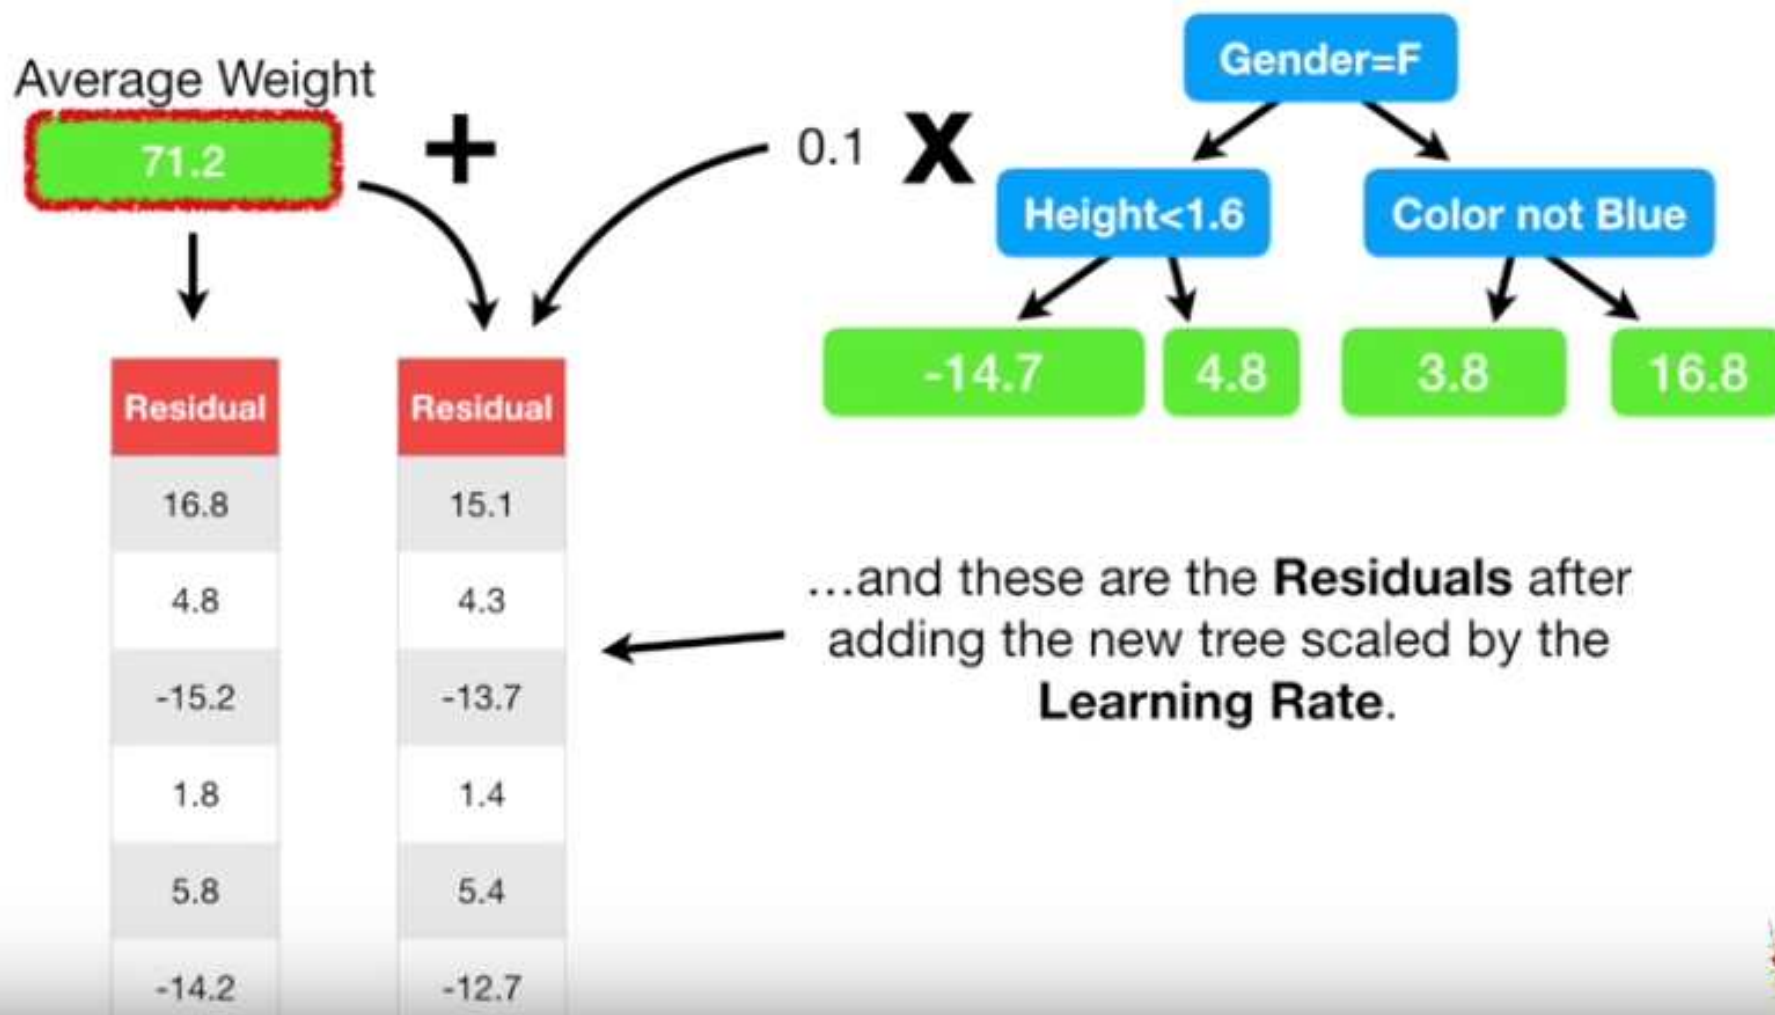 Average Weight
71.2
+
0.1
X
Gender=F
Height<1.6
Color not Blue
-14.7
4.8
3.8
16.8
Residual
16.8
4.8
-15.2
1.8
5.8
-14.2
Residual
15.1
4.3
-13.7
1.4
5.4
-12.7
...and these are the Residuals after
adding the new tree scaled by the
Learning Rate.